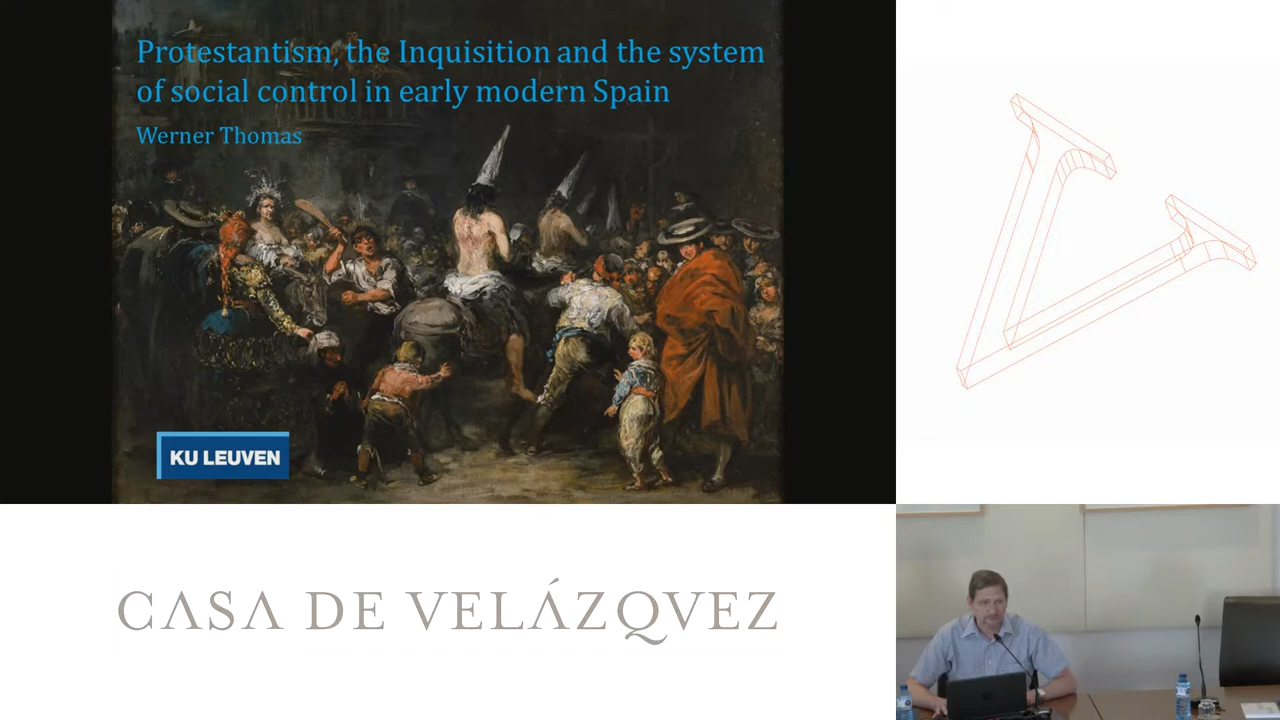 Protestantism, the Inquisition and the system
of social control in early modern Spain
Werner Thomas
KU LEUVEN
CASA DE VELÁZQVEZ